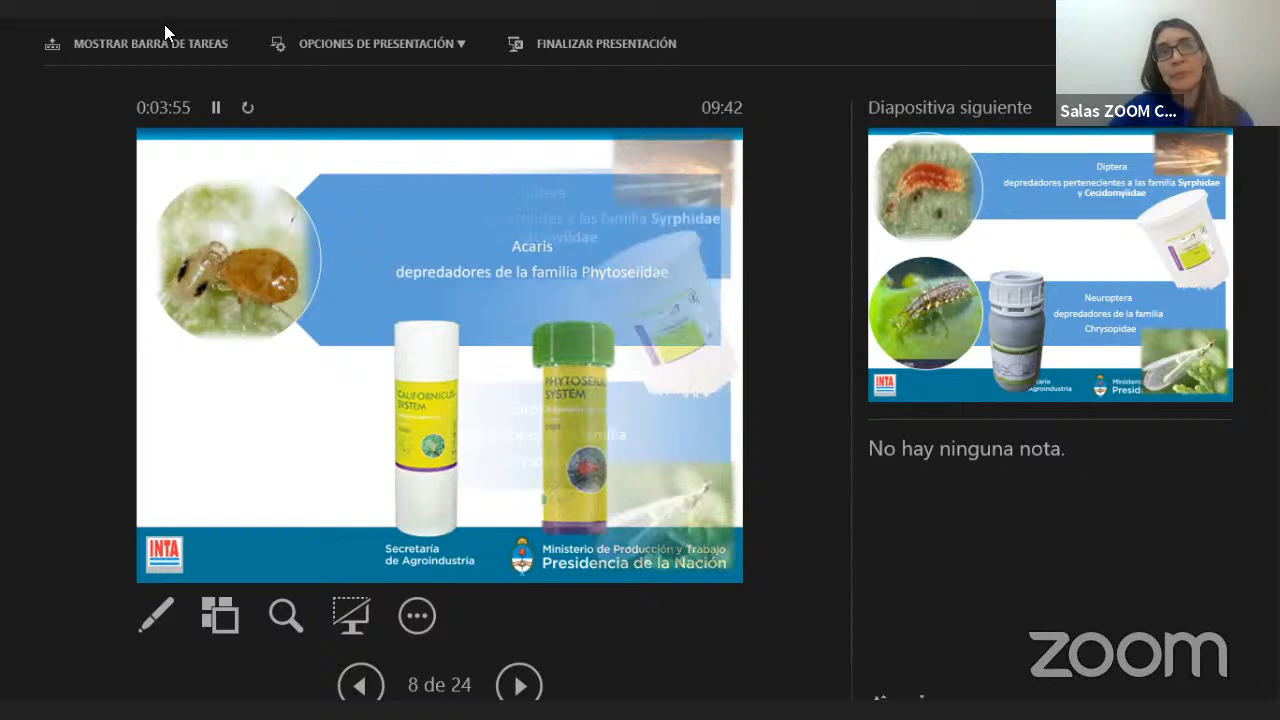 MOSTRAR BARRA DE TAREAS
OPCIONES DE PRESENTACIÓN
FINALIZAR PRESENTACIÓN
Salas ZOOM C...
0:03:55
09:42
Diapositiva siguiente
Acaris
depredadores de la familia Phytoseiidae
familia Syrphidae
CALIFORNICUS
SYSTEM
PHYTOSEIULUS
SYSTEM
INTA
Secretaría
de Agroindustria
Ministerio de Producción y Trabajo
Presidencia de la Nación
Diptera
depredadores pertenecientes a las familia Syrphidae
y Cecidomyiidae
Neuroptera
depredadores de la familia
Chrysopidae
INTA
No hay ninguna nota.
8 de 24
zoom